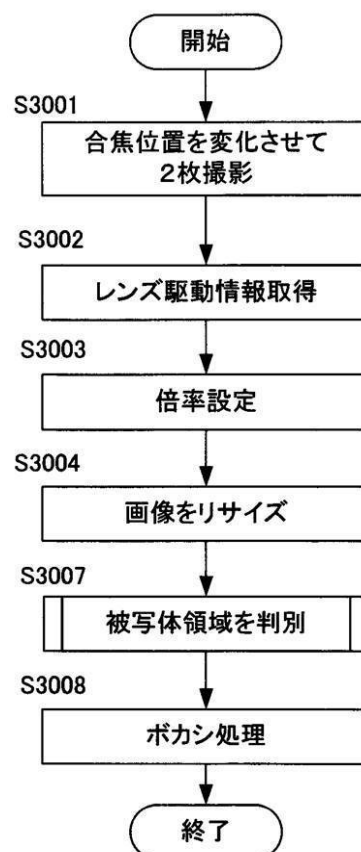 開始
S3001
合焦位置を変化させて
2枚撮影
S3002
レンズ駆動情報取得
S3003
倍率設定
S3004
画像をリサイズ
S3007
被写体領域を判別
S3008
ボカシ処理
終了